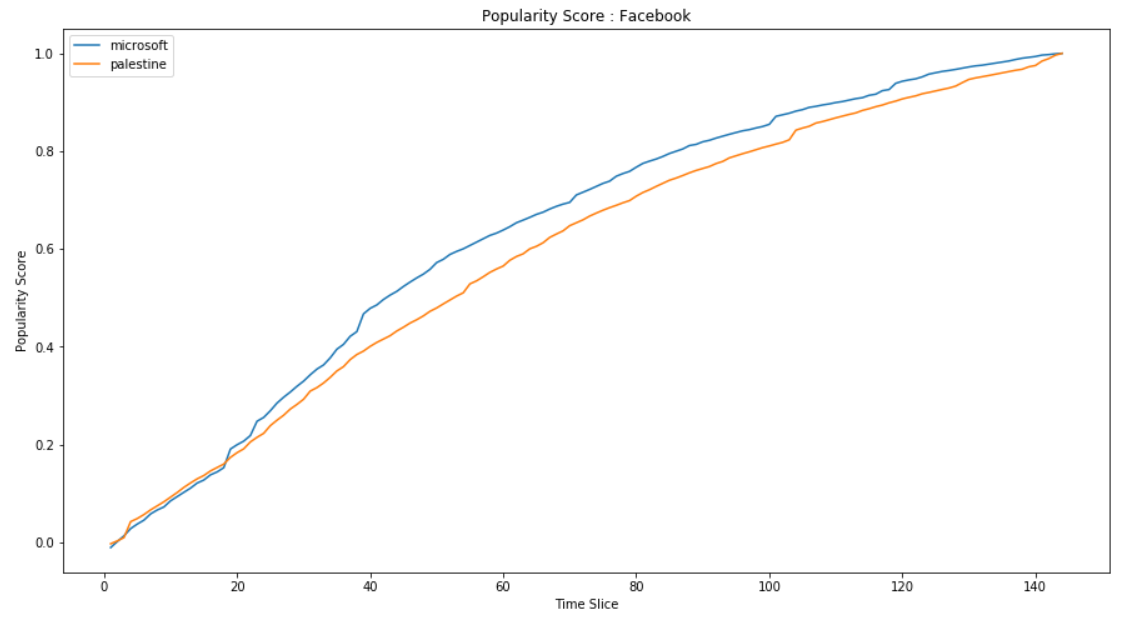 Popularity Score : Facebook
microsoft
palestine
1.0
0.8
0.6
0.4
0.2
0.0
Popularity Score
0 20 40 60 80 100 120 140
Time Slice